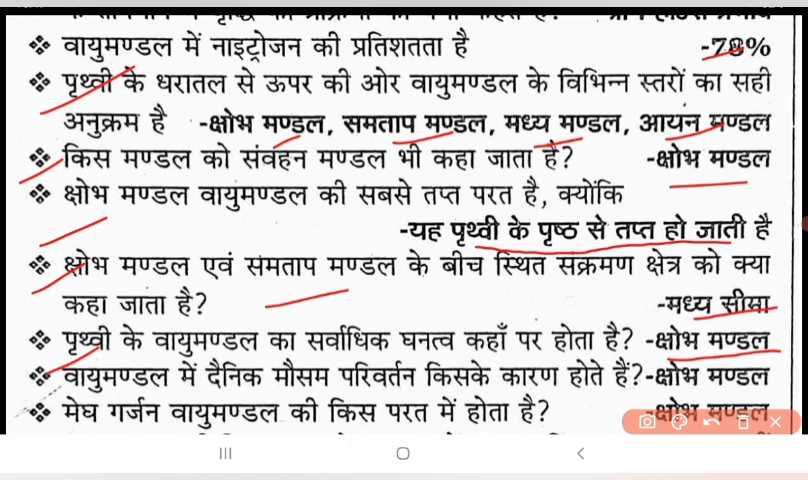 ❖ वायुमण्डल में नाइट्रोजन की प्रतिशतता है -78%
❖ पृथ्वी के धरातल से ऊपर की ओर वायुमण्डल के विभिन्न स्तरों का सही
अनुक्रम है -क्षोभ मण्डल, समताप मण्डल, मध्य मण्डल, आयन मण्डल
❖ किस मण्डल को संवहन मण्डल भी कहा जाता है? -क्षोभ मण्डल
❖ क्षोभ मण्डल वायुमण्डल की सबसे तप्त परत है, क्योंकि
-यह पृथ्वी के पृष्ठ से तप्त हो जाती है
❖ क्षोभ मण्डल एवं समताप मण्डल के बीच स्थित संक्रमण क्षेत्र को क्या
कहा जाता है? -मध्य सीमा
❖ पृथ्वी के वायुमण्डल का सर्वाधिक घनत्व कहाँ पर होता है? -क्षोभ मण्डल
❖ वायुमण्डल में दैनिक मौसम परिवर्तन किसके कारण होते हैं?-क्षोभ मण्डल
❖ मेघ गर्जन वायुमण्डल की किस परत में होता है? -क्षोभ मण्डल